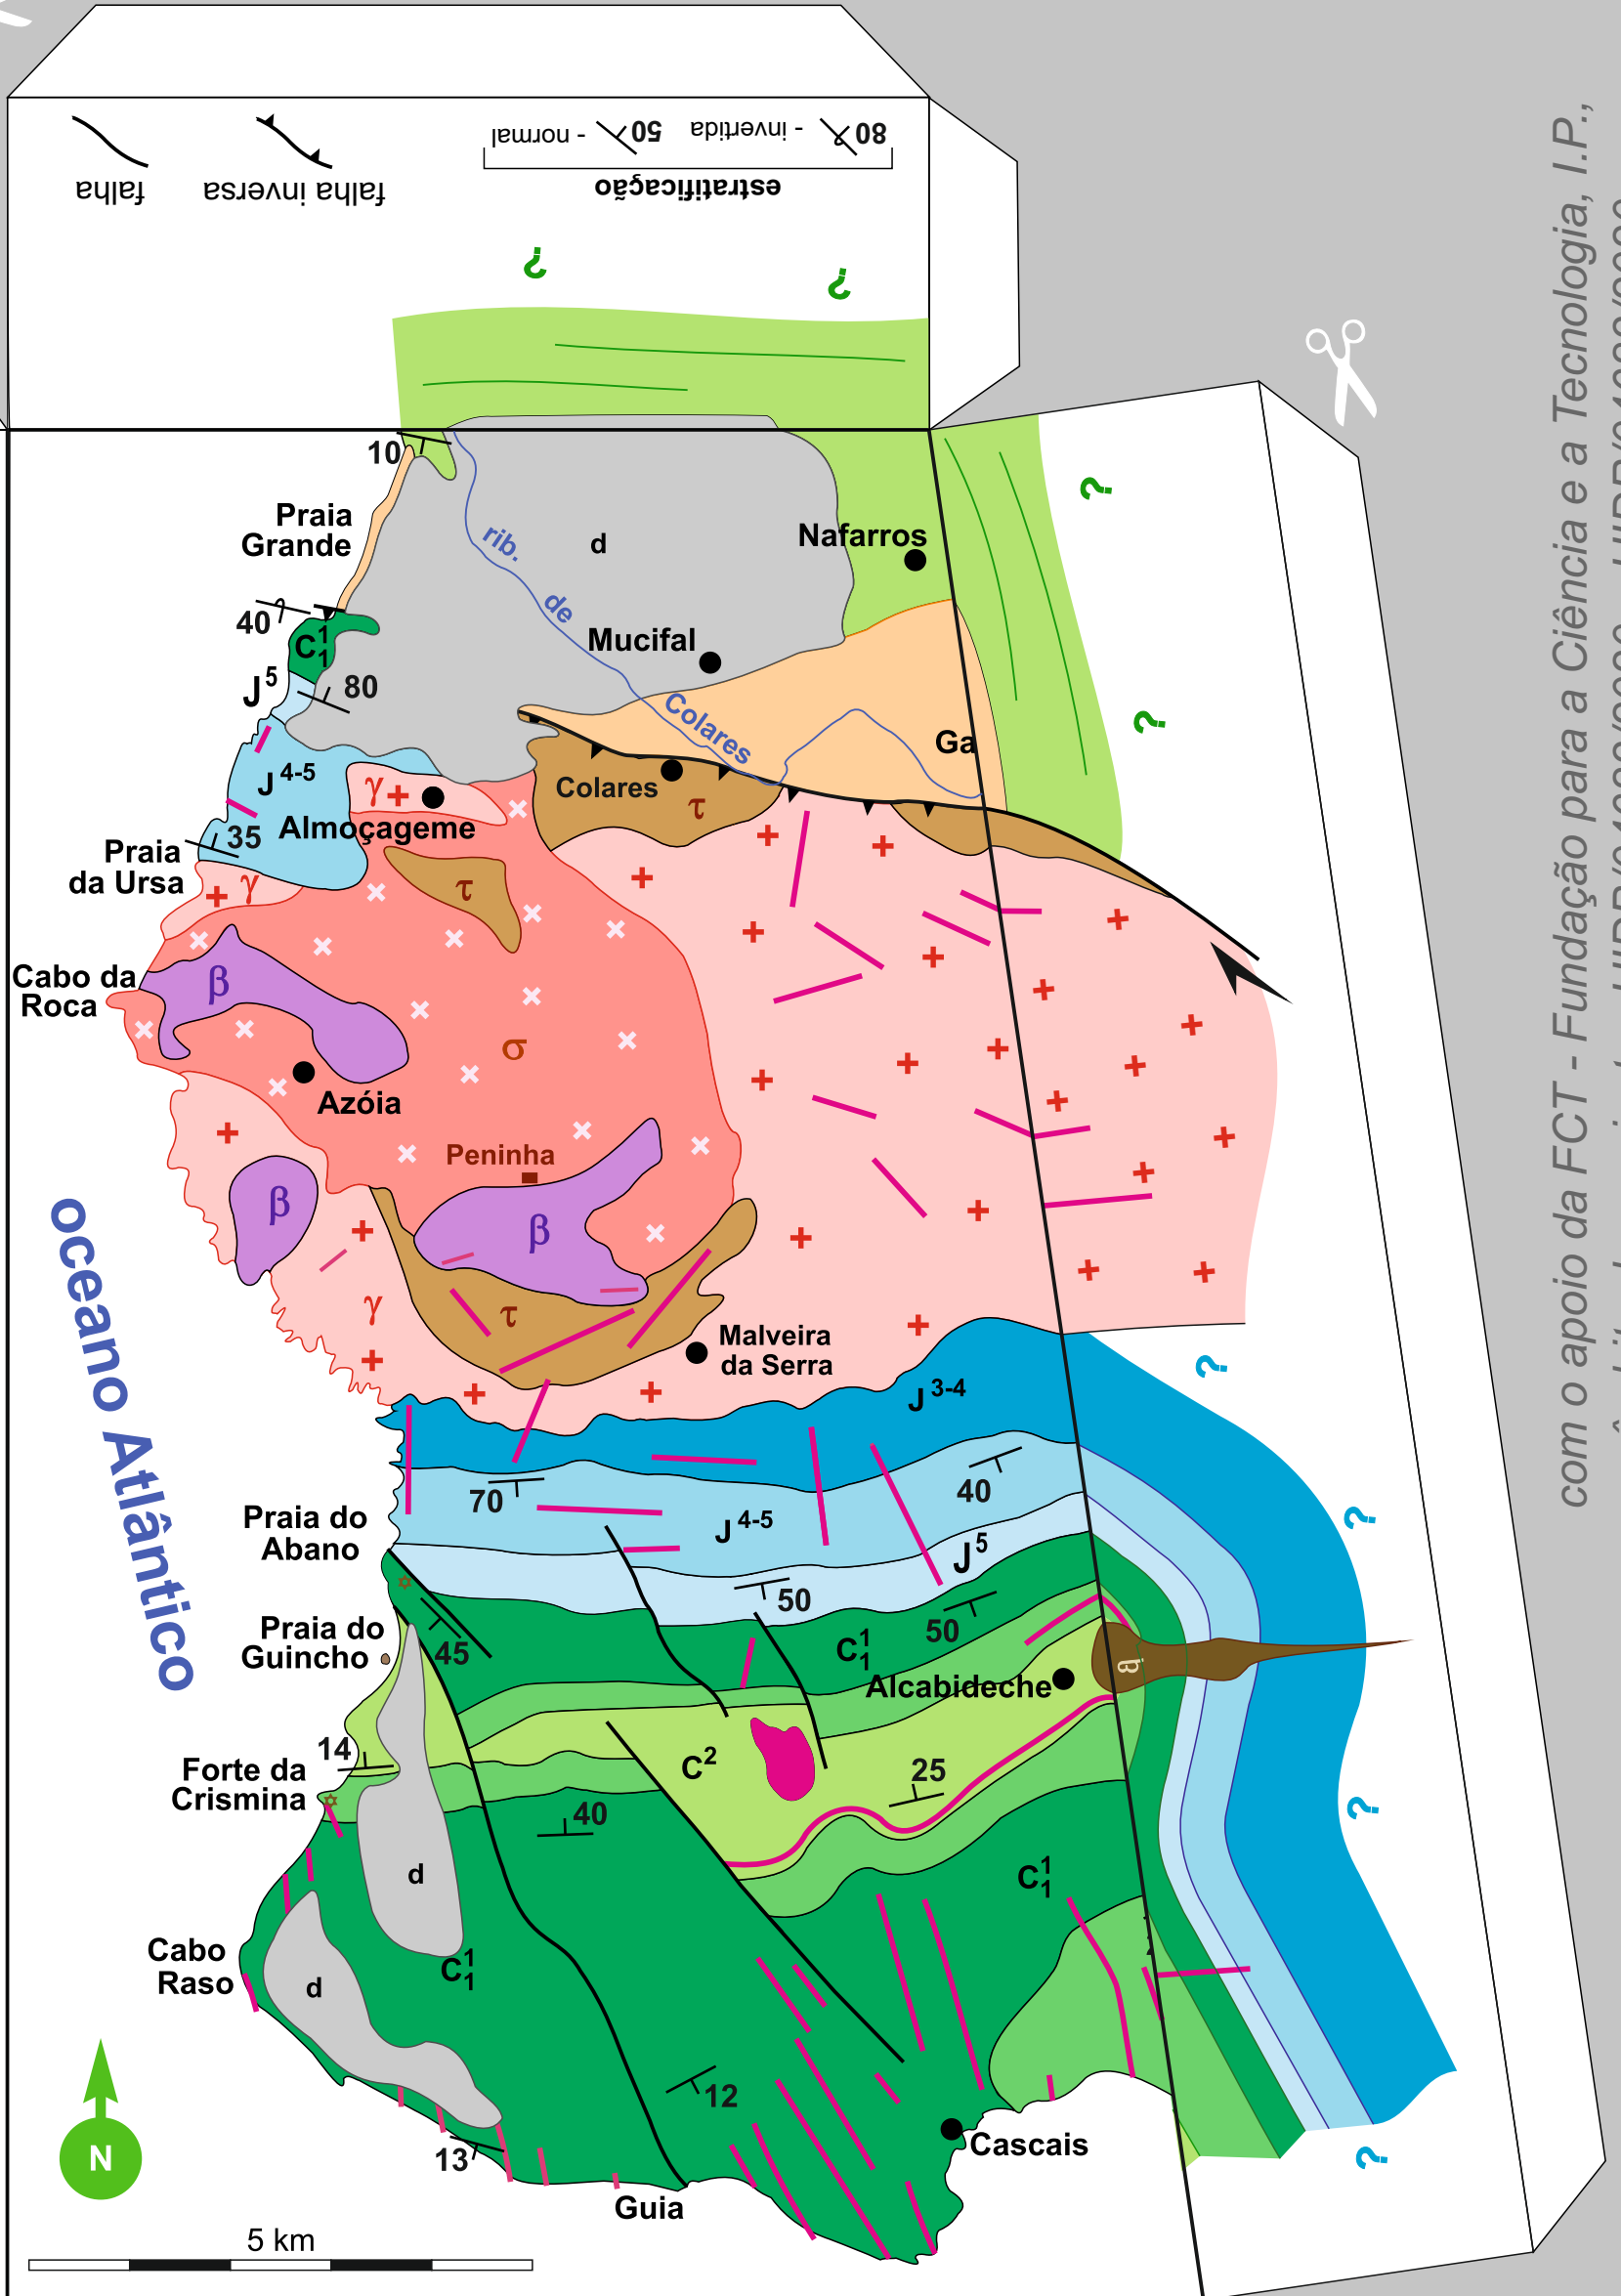 normal -
50
invertida -
80
estratificação
falha
falha inversa
?
?
10
Praia
Grande
rib.
de
Colares
d
Nafarros
?
40
C₁¹
Mucifal
J⁵
80
?
Ga
J⁴⁻⁵
γ
Colares
τ
Almoçageme
35
Praia
da Ursa
γ
τ
Cabo da
Roca
β
σ
Azóia
Peninha
β
β
oceano Atlântico
γ
τ
Malveira
da Serra
?
J³⁻⁴
70
40
?
Praia do
Abano
J⁴⁻⁵
J⁵
50
Praia do
Guincho
45
C₁¹
50
Alcabideche
14
Forte da
Crismina
C²
25
?
40
d
C₁¹
Cabo
Raso
d
C₁¹
12
13
Cascais
?
Guia
N
5 km
com o apoio da FCT - Fundação para a Ciência e a Tecnologia, I.P.,